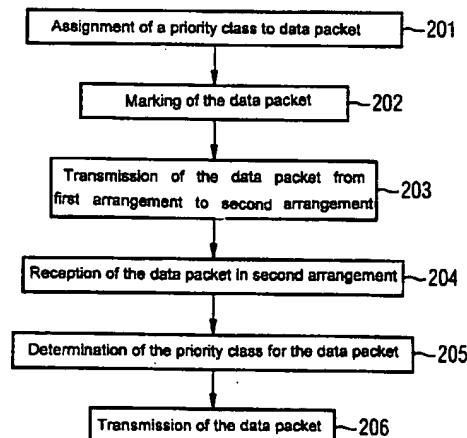 Assignment of a priority class to data packet 201
Marking of the data packet 202
Transmission of the data packet from
first arrangement to second arrangement 203
Reception of the data packet in second arrangement 204
Determination of the priority class for the data packet 205
Transmission of the data packet 206